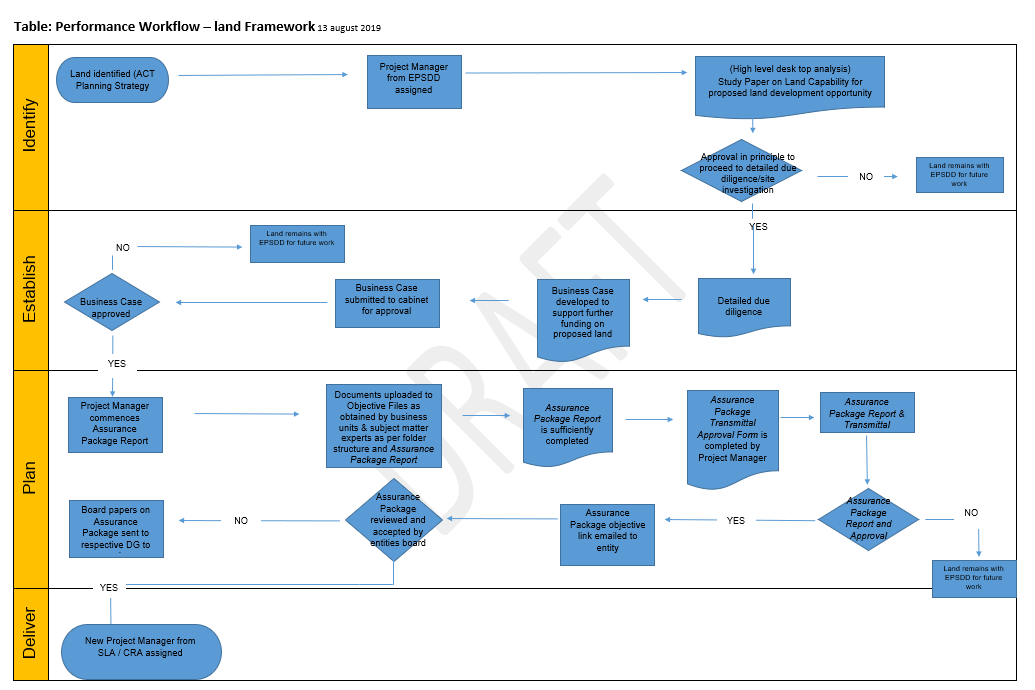 Table: Performance Workflow – land Framework 13 august 2019
Identify
Land identified (ACT
Planning Strategy
Project Manager
from EPSDD
assigned
(High level desk top analysis)
Study Paper on Land Capability for
proposed land development opportunity
Approval in principle to
proceed to detailed due
diligence/site
investigation
NO
Land remains with
EPSDD for future
work
YES
Establish
NO
Land remains with
EPSDD for future work
Business Case
approved
Business Case
submitted to cabinet
for approval
Business Case
developed to
support further
funding on
proposed land
Detailed due
diligence
YES
Plan
Project Manager
commences
Assurance
Package Report
Documents uploaded to
Objective Files as
obtained by business
units & subject matter
experts as per folder
structure and Assurance
Package Report
Assurance
Package Report
is sufficiently
completed
Assurance
Package
Transmittal
Approval Form is
completed by
Project Manager
Assurance
Package Report &
Transmittal
Board papers on
Assurance
Package sent to
respective DG to
NO
Assurance
Package
reviewed and
accepted by
entities board
Assurance
Package objective
link emailed to
entity
YES
Assurance
Package
Report and
Approval
NO
Land remains with
EPSDD for future
work
YES
Deliver
New Project Manager from
SLA / CRA assigned
DRAFT